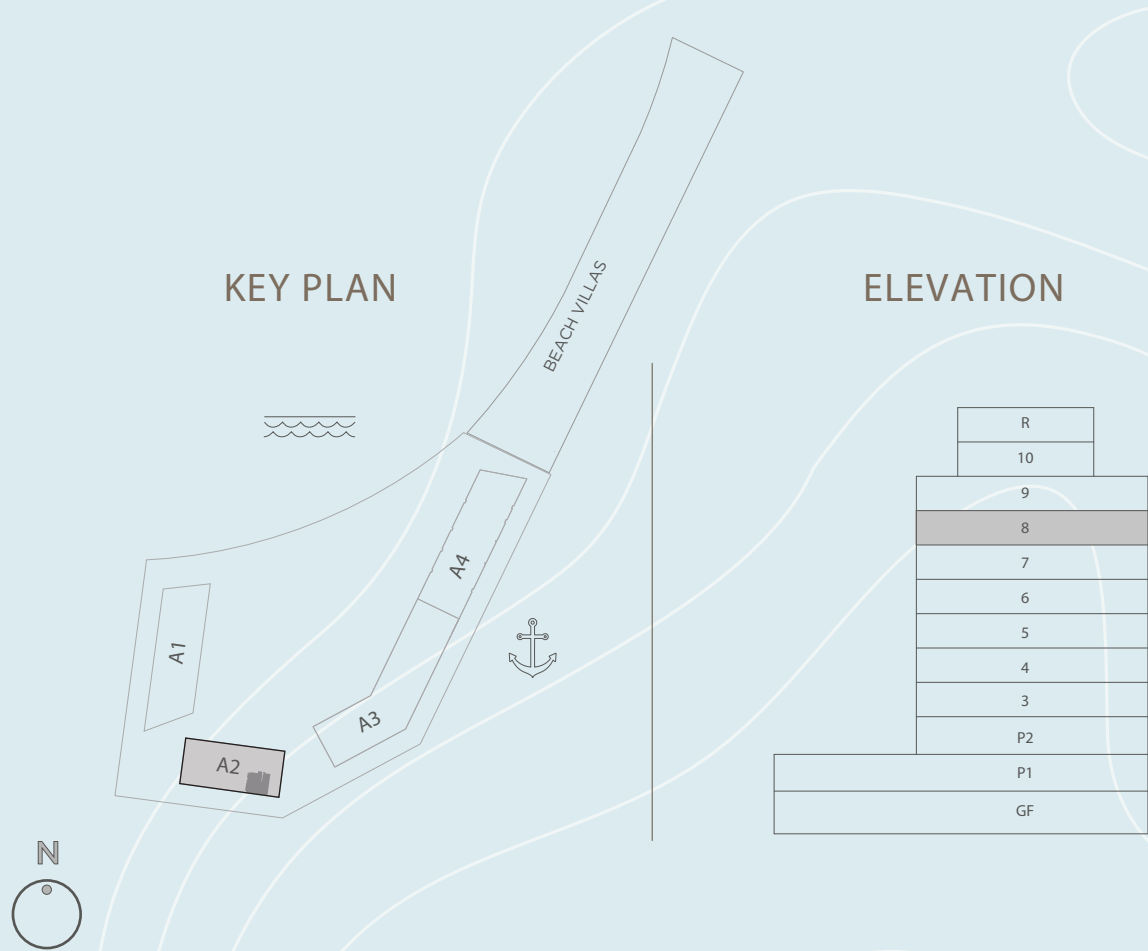 KEY PLAN
BEACH VILLAS
A4
A1
A3
A2
N
ELEVATION
R
10
9
8
7
6
5
4
3
P2
P1
GF